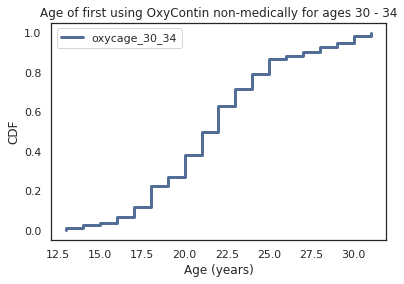 Age of first using OxyContin non-medically for ages 30 - 34
oxycage_30_34
1.0
0.8
0.6
0.4
0.2
0.0
CDF
12.5 15.0 17.5 20.0 22.5 25.0 27.5 30.0
Age (years)